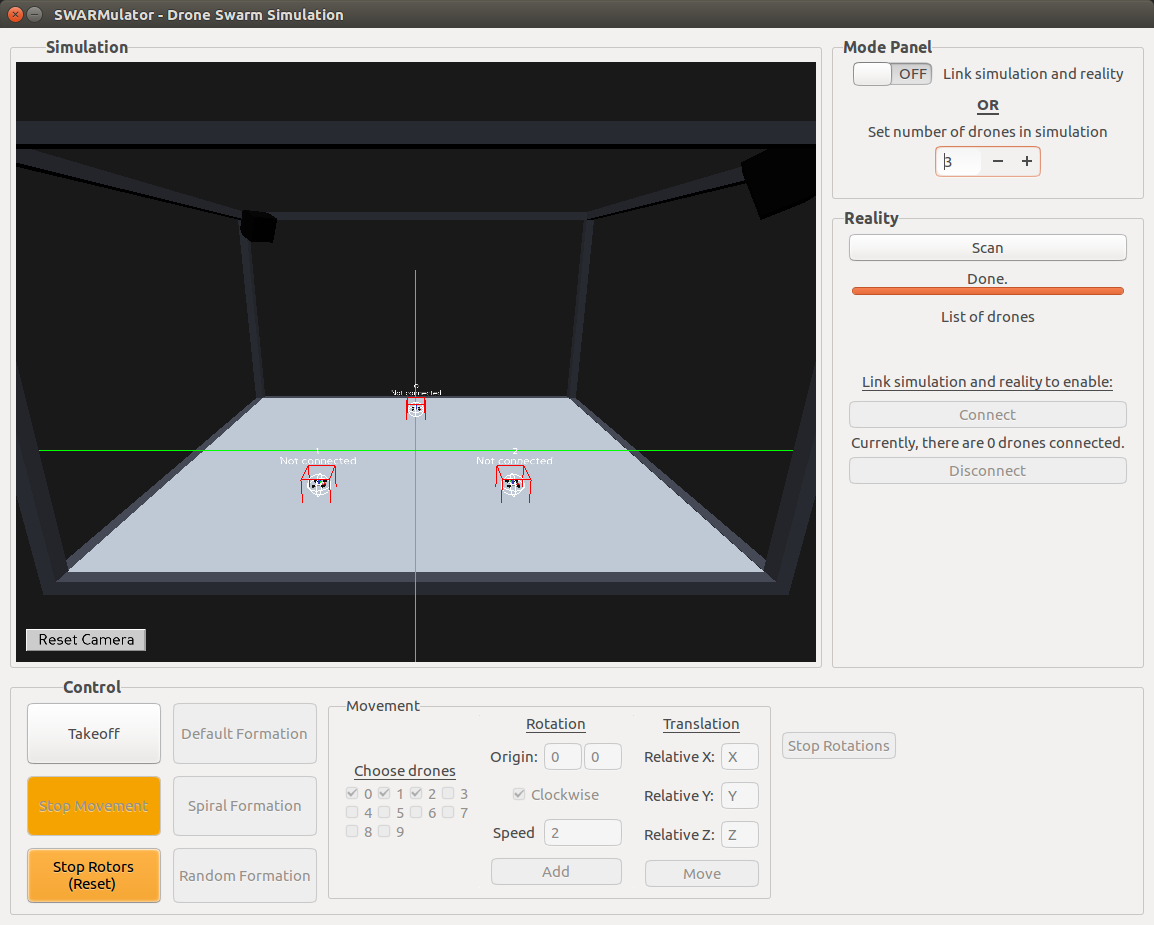 SWARMulator - Drone Swarm Simulation
Simulation
0
Not connected
1
Not connected
2
Not connected
Reset Camera
Mode Panel
OFF Link simulation and reality
OR
Set number of drones in simulation
3 − +
Reality
Scan
Done.
List of drones
Link simulation and reality to enable:
Connect
Currently, there are 0 drones connected.
Disconnect
Control
Takeoff
Default Formation
Stop Movement
Spiral Formation
Stop Rotors
(Reset)
Random Formation
Movement
Choose drones
0 1 2 3
4 5 6 7
8 9
Rotation
Origin: 0 0
Clockwise
Speed 2
Add
Translation
Relative X: X
Relative Y: Y
Relative Z: Z
Move
Stop Rotations